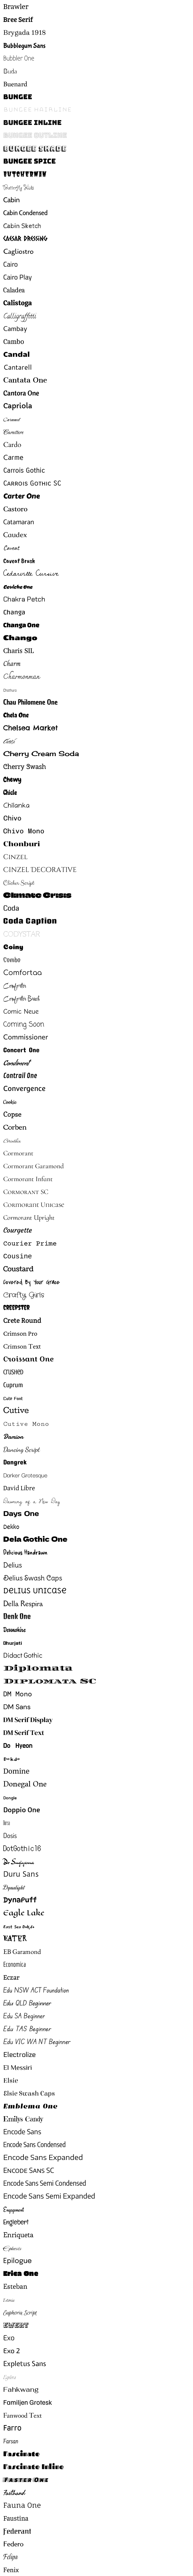 Brawler
Bree Serif
Brygada 1918
Bubblegum Sans
Bubbler One
Buda
Buenard
BUNGEE
BUNGEE HAIRLINE
BUNGEE INLINE
BUNGEE OUTLINE
BUNGEE SHADE
BUNGEE SPICE
BUTCHERMAN
Butterfly Kids
Cabin
Cabin Condensed
Cabin Sketch
CAESAR DRESSING
Cagliostro
Cairo
Cairo Play
Caladea
Calistoga
Calligraffitti
Cambay
Cambo
Candal
Cantarell
Cantata One
Cantora One
Capriola
Caramel
Carattere
Cardo
Carme
Carrois Gothic
Carrois Gothic SC
Carter One
Castoro
Catamaran
Caudex
Caveat
Caveat Brush
Cedarville Cursive
Ceviche One
Chakra Petch
Changa
Changa One
Chango
Charis SIL
Charm
Charmonman
Chathura
Chau Philomene One
Chela One
Chelsea Market
Cherish
Cherry Cream Soda
Cherry Swash
Chewy
Chicle
Chilanka
Chivo
Chivo Mono
Chonburi
Cinzel
Cinzel Decorative
Clicker Script
Climate Crisis
Coda
Coda Caption
CODYSTAR
Coiny
Combo
Comfortaa
Comforter
Comforter Brush
Comic Neue
Coming Soon
Commissioner
Concert One
Condiment
Contrail One
Convergence
Cookie
Copse
Corben
Corinthia
Cormorant
Cormorant Garamond
Cormorant Infant
Cormorant SC
Cormorant Unicase
Cormorant Upright
Courgette
Courier Prime
Cousine
Coustard
Covered By Your Grace
Crafty Girls
CREEPSTER
Crete Round
Crimson Pro
Crimson Text
Croissant One
CRUSHED
Cuprum
Cute Font
Cutive
Cutive Mono
Damion
Dancing Script
Dangrek
Darker Grotesque
David Libre
Dawning of a New Day
Days One
Dekko
Dela Gothic One
Delicious Handrawn
Delius
Delius Swash Caps
Delius Unicase
Della Respira
Denk One
Devonshire
Dhurjati
Didact Gothic
Diplomata
Diplomata SC
DM Mono
DM Sans
DM Serif Display
DM Serif Text
Do Hyeon
Dokdo
Domine
Donegal One
Dongle
Doppio One
Dorsa
Dosis
DotGothic16
Dr Sugiyama
Duru Sans
Dynalight
DynaPuff
Eagle Lake
East Sea Dokdo
EATER
EB Garamond
Economica
Eczar
Edu NSW ACT Foundation
Edu QLD Beginner
Edu SA Beginner
Edu TAS Beginner
Edu VIC WA NT Beginner
Electrolize
El Messiri
Elsie
Elsie Swash Caps
Emblema One
Emilys Candy
Encode Sans
Encode Sans Condensed
Encode Sans Expanded
Encode Sans SC
Encode Sans Semi Condensed
Encode Sans Semi Expanded
Engagement
Englebert
Enriqueta
Ephesis
Epilogue
Erica One
Esteban
Estonia
Euphoria Script
Ewert
Exo
Exo 2
Expletus Sans
Explora
Fahkwang
Familjen Grotesk
Fanwood Text
Farro
Farsan
Fascinate
Fascinate Inline
Faster One
Fasthand
Fauna One
Faustina
Federant
Federo
Felipa
Fenix